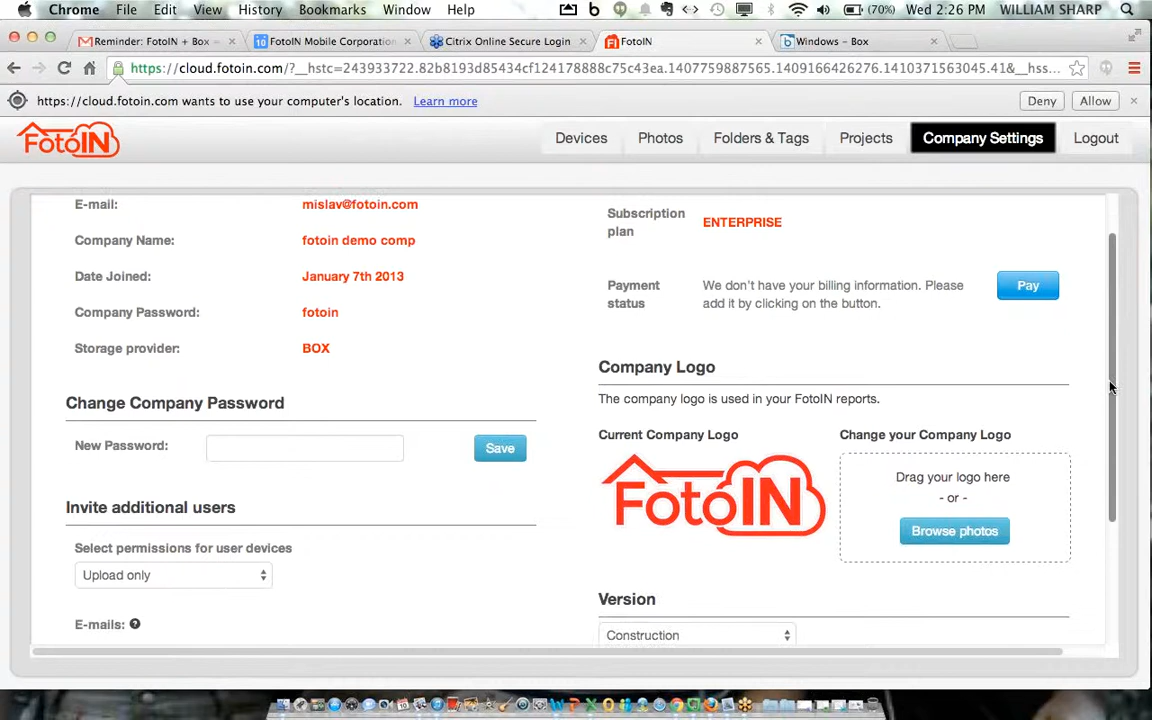 Chrome File Edit View History Bookmarks Window Help (70%) Wed 2:26 PM WILLIAM SHARP
Reminder: FotoIN + Box – FotoIN Mobile Corporation Citrix Online Secure Login FotoIN Windows – Box
https://cloud.fotoin.com/?__hstc=243933722.82b8193d85434cf124178888c75c43ea.1407759887565.1409166426276.1410371563045.41&__hss...
https://cloud.fotoin.com wants to use your computer's location. Learn more Deny Allow
FotoIN Devices Photos Folders & Tags Projects Company Settings Logout
E-mail: mislav@fotoin.com
Company Name: fotoin demo comp
Date Joined: January 7th 2013
Company Password: fotoin
Storage provider: BOX
Change Company Password
New Password: Save
Invite additional users
Select permissions for user devices
Upload only
E-mails: ?
Subscription
plan
ENTERPRISE
Payment
status
We don't have your billing information. Please
add it by clicking on the button.
Pay
Company Logo
The company logo is used in your FotoIN reports.
Current Company Logo
FotoIN
Change your Company Logo
Drag your logo here
- or -
Browse photos
Version
Construction